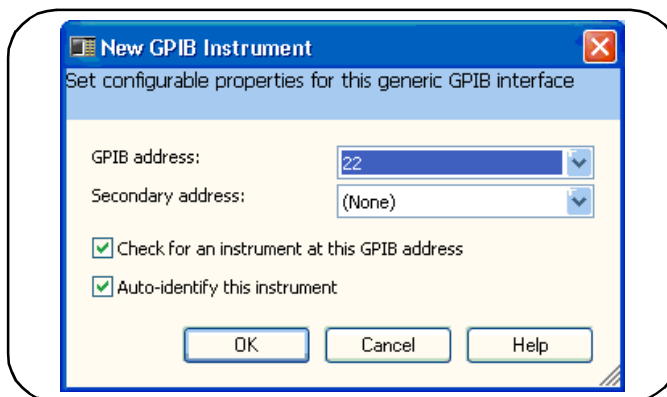 New GPIB Instrument
Set configurable properties for this generic GPIB interface
GPIB address:
22
Secondary address:
(None)
Check for an instrument at this GPIB address
Auto-identify this instrument
OK
Cancel
Help